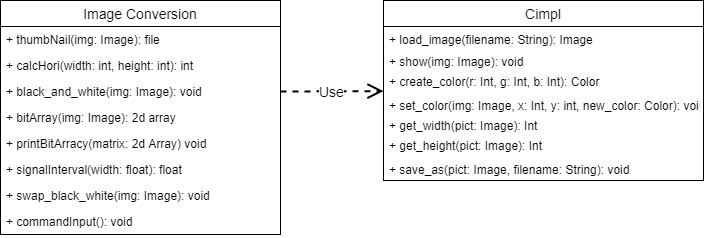 Image Conversion
+ thumbNail(img: Image): file
+ calcHori(width: int, height: int): int
+ black_and_white(img: Image): void
+ bitArray(img: Image): 2d array
+ printBitArracy(matrix: 2d Array) void
+ signalInterval(width: float): float
+ swap_black_white(img: Image): void
+ commandInput(): void
Use
Cimpl
+ load_image(filename: String): Image
+ show(img: Image): void
+ create_color(r: Int, g: Int, b: Int): Color
+ set_color(img: Image, x: Int, y: int, new_color: Color): voi
+ get_width(pict: Image): Int
+ get_height(pict: Image): Int
+ save_as(pict: Image, filename: String): void